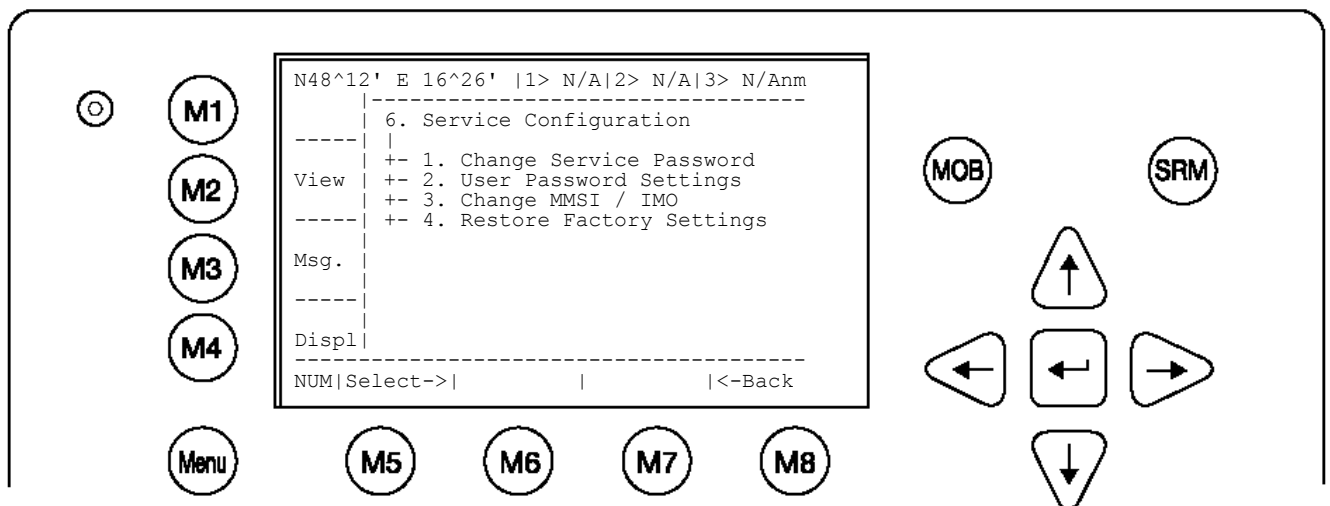 N48^12' E 16^26' |1> N/A|2> N/A|3> N/Anm
6. Service Configuration
+- 1. Change Service Password
View | +- 2. User Password Settings
+- 3. Change MMSI / IMO
+- 4. Restore Factory Settings
Msg.
Displ
NUM|Select->| | |<-Back
M1
M2
M3
M4
Menu
M5
M6
M7
M8
MOB
SRM